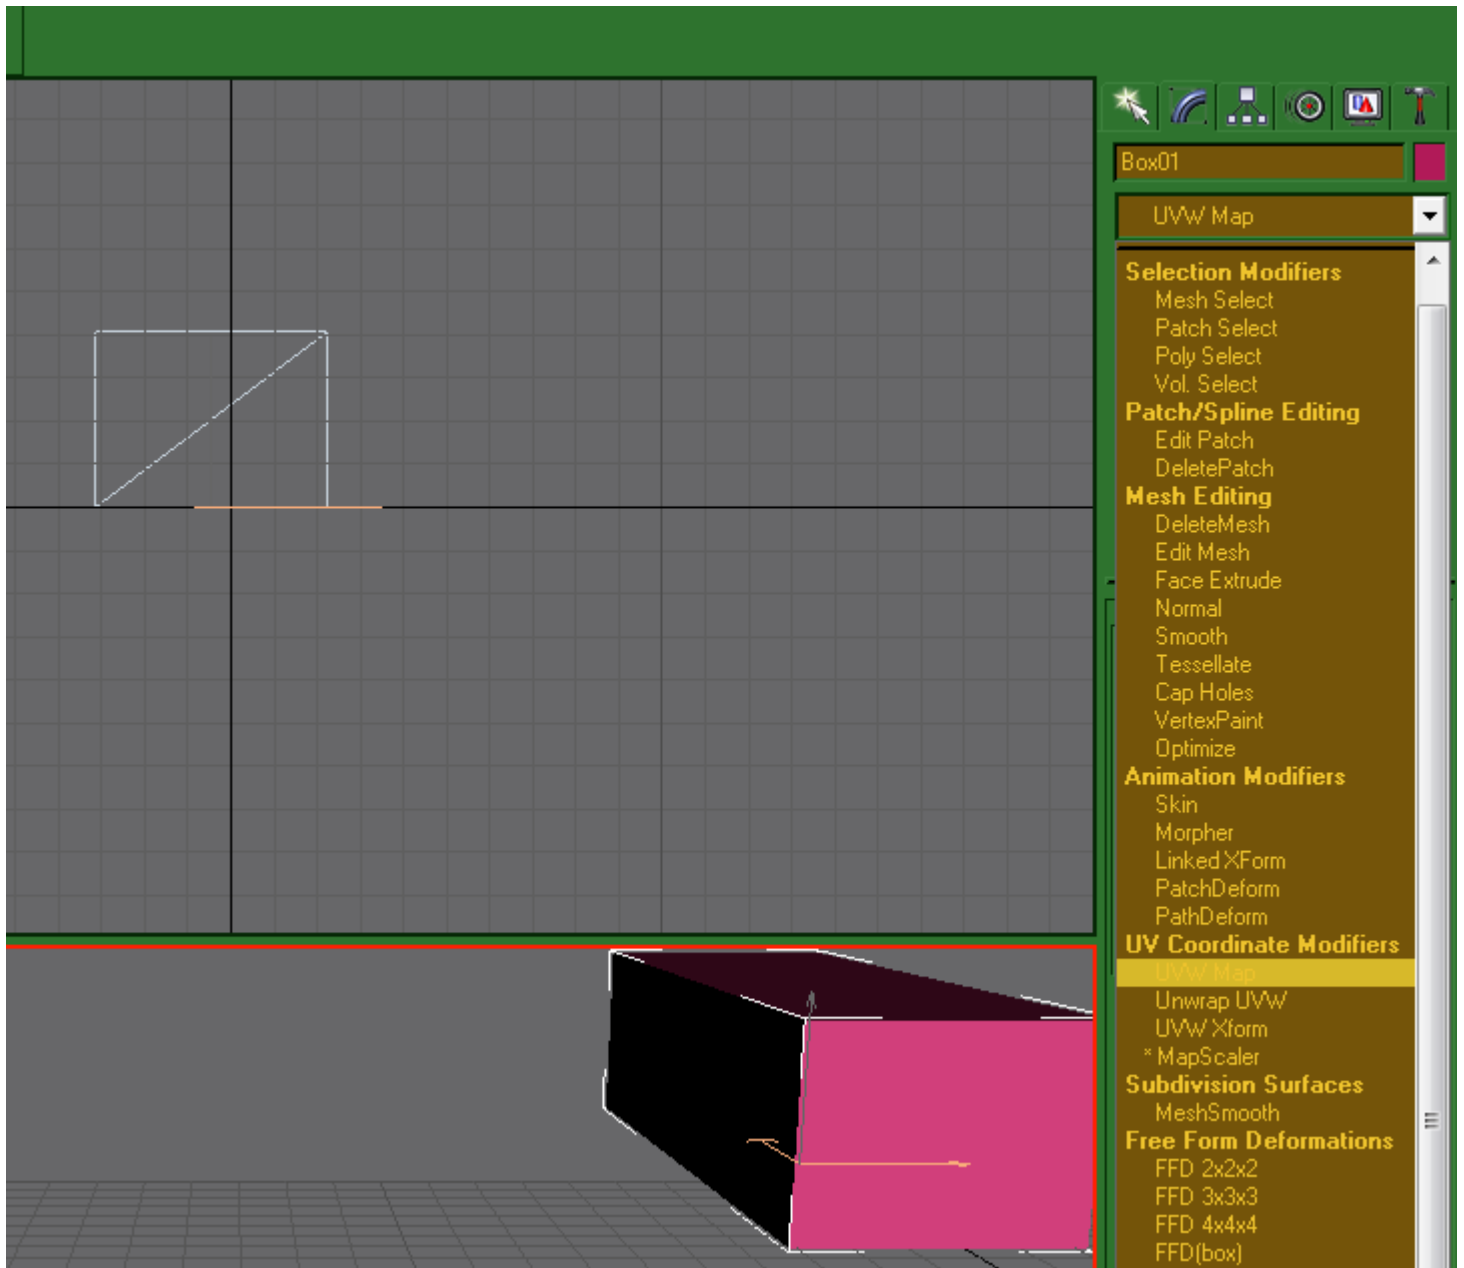 Box01
UVW Map
Selection Modifiers
Mesh Select
Patch Select
Poly Select
Vol. Select
Patch/Spline Editing
Edit Patch
DeletePatch
Mesh Editing
DeleteMesh
Edit Mesh
Face Extrude
Normal
Smooth
Tessellate
Cap Holes
VertexPaint
Optimize
Animation Modifiers
Skin
Morpher
Linked XForm
PatchDeform
PathDeform
UV Coordinate Modifiers
UVW Map
Unwrap UVW
UVW Xform
* MapScaler
Subdivision Surfaces
MeshSmooth
Free Form Deformations
FFD 2x2x2
FFD 3x3x3
FFD 4x4x4
FFD(box)